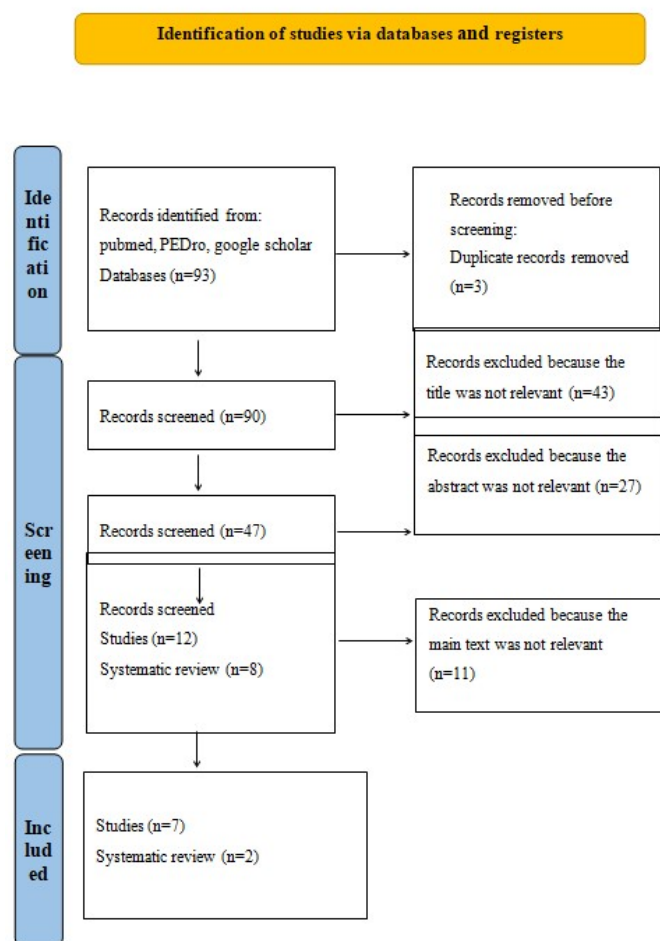 Identification of studies via databases and registers
Ide
nti
fic
ati
on
Records identified from:
pubmed, PEDro, google scholar
Databases (n=93)
Records removed before
screening:
Duplicate records removed
(n=3)
Scr
een
ing
Records screened (n=90)
Records excluded because the
title was not relevant (n=43)
Records screened (n=47)
Records excluded because the
abstract was not relevant (n=27)
Records screened
Studies (n=12)
Systematic review (n=8)
Records excluded because the
main text was not relevant
(n=11)
Inc
lud
ed
Studies (n=7)
Systematic review (n=2)